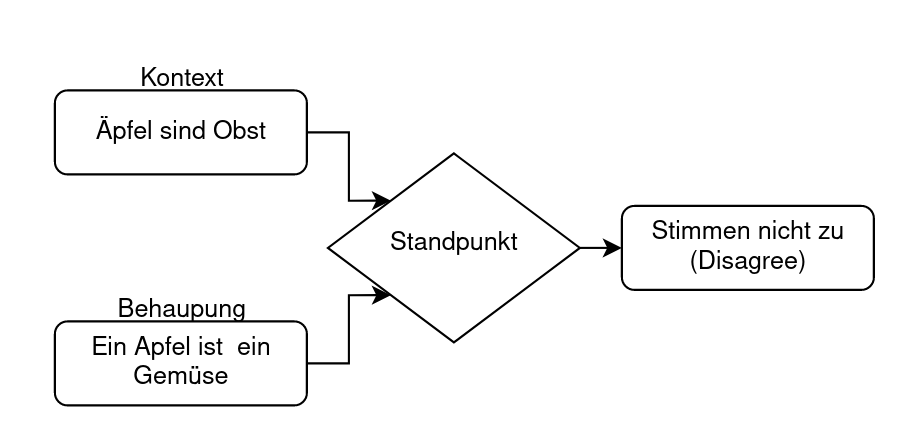 Kontext
Äpfel sind Obst
Standpunkt
Stimmen nicht zu
(Disagree)
Behaupung
Ein Apfel ist  ein
Gemüse